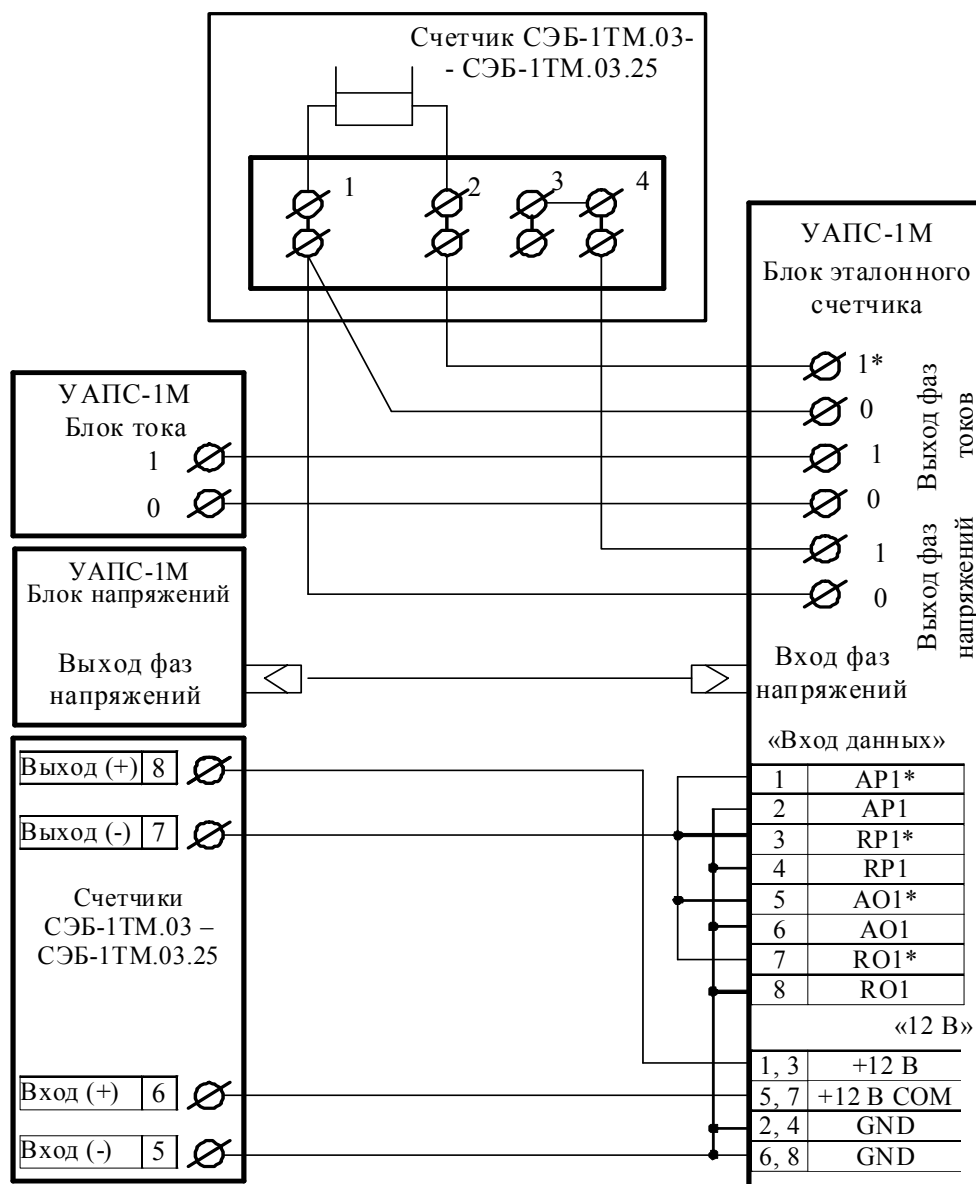 Счетчик СЭБ-1ТМ.03-
- СЭБ-1ТМ.03.25
1
2
3
4
УАПС-1М
Блок эталонного
счетчика
1*
0
1
0
Выход фаз
токов
1
0
Выход фаз
напряжений
Вход фаз
напряжений
УАПС-1М
Блок тока
1
0
УАПС-1М
Блок напряжений
Выход фаз
напряжений
Выход (+) 8
Выход (-) 7
Счетчики
СЭБ-1ТМ.03 –
СЭБ-1ТМ.03.25
Вход (+) 6
Вход (-) 5
«Вход данных»
1 AP1*
2 AP1
3 RP1*
4 RP1
5 AO1*
6 AO1
7 RO1*
8 RO1
«12 В»
1, 3 +12 В
5, 7 +12 В COM
2, 4 GND
6, 8 GND